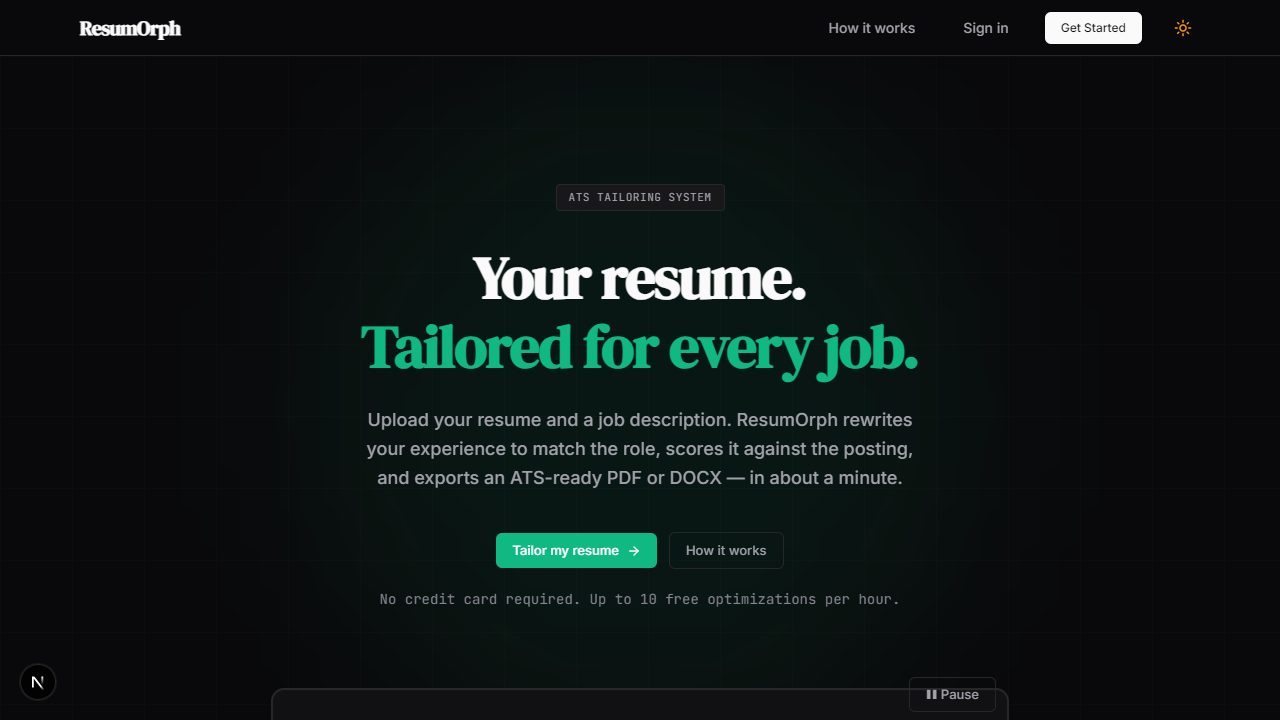 ResumOrph
How it works
Sign in
Get Started
ATS TAILORING SYSTEM
Your resume.
Tailored for every job.
Upload your resume and a job description. ResumOrph rewrites
your experience to match the role, scores it against the posting,
and exports an ATS-ready PDF or DOCX — in about a minute.
Tailor my resume →
How it works
No credit card required. Up to 10 free optimizations per hour.
N
Pause